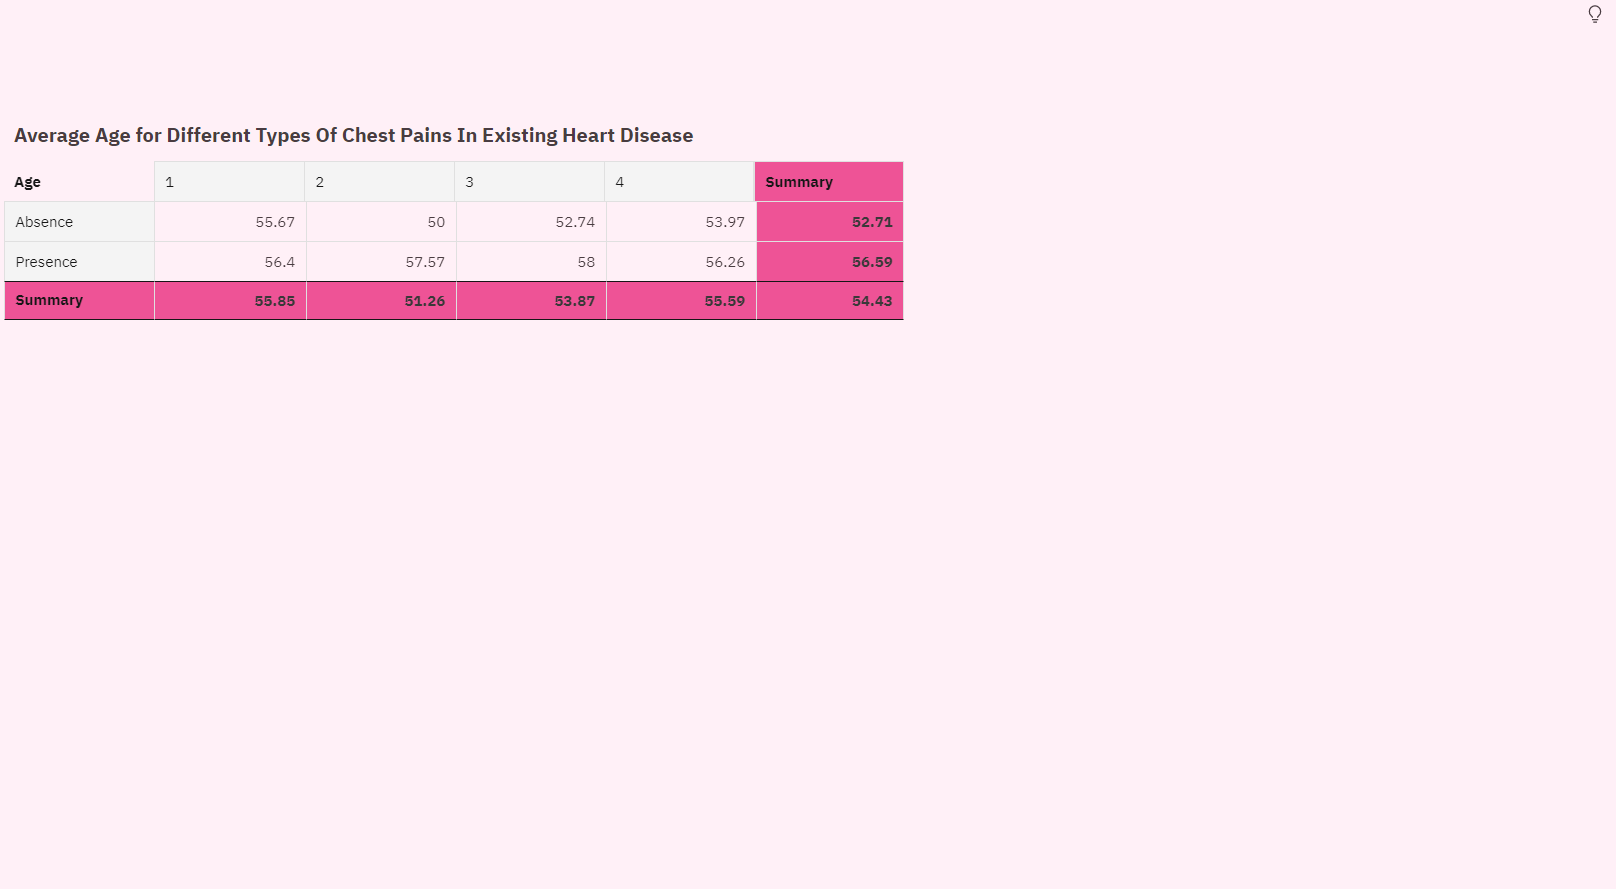 Average Age for Different Types Of Chest Pains In Existing Heart Disease
Age 1 2 3 4 Summary
Absence 55.67 50 52.74 53.97 52.71
Presence 56.4 57.57 58 56.26 56.59
Summary 55.85 51.26 53.87 55.59 54.43